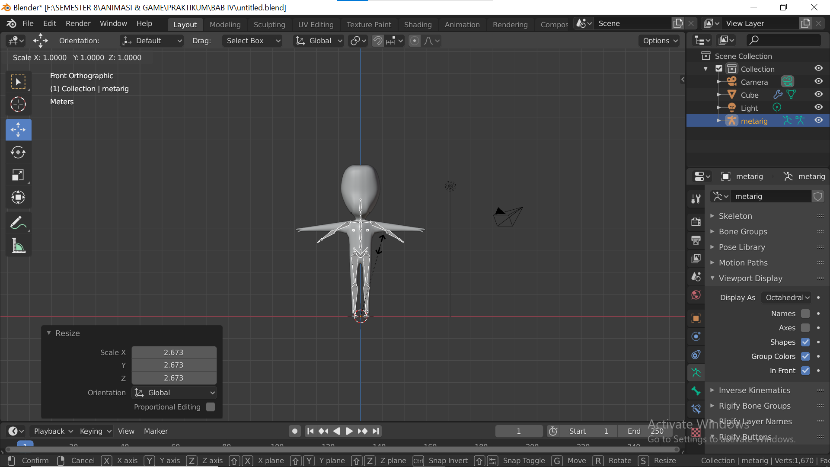 Blender* [E:\SEMESTER 8\ANIMASI & GAME\PRAKTIKUM\BAB IV\untitled.blend]
File Edit Render Window Help Layout Modeling Sculpting UV Editing Texture Paint Shading Animation Rendering Compos Scene View Layer
Orientation: Default Drag: Select Box Global Options
Scale X: 1.0000 Y: 1.0000 Z: 1.0000
Front Orthographic
(1) Collection | metarig
Meters
Scene Collection
Collection
Camera
Cube
Light
metarig
metarig metarig
metarig
Skeleton
Bone Groups
Pose Library
Motion Paths
Viewport Display
Display As Octahedral
Names
Axes
Shapes
Group Colors
In Front
Inverse Kinematics
Rigify Bone Groups
Rigify Layer Names
Rigify Buttons
Resize
Scale X 2.673
Y 2.673
Z 2.673
Orientation Global
Proportional Editing
Activate Windows
Go to Settings to activate Windows.
Playback Keying View Marker 1 Start 1 End 250
Confirm Cancel X X axis Y Y axis Z Z axis X X plane Y Y plane Z Z plane Snap Invert Snap Toggle G Move R Rotate S Resize Collection | metarig | Verts:1,670 | Fac